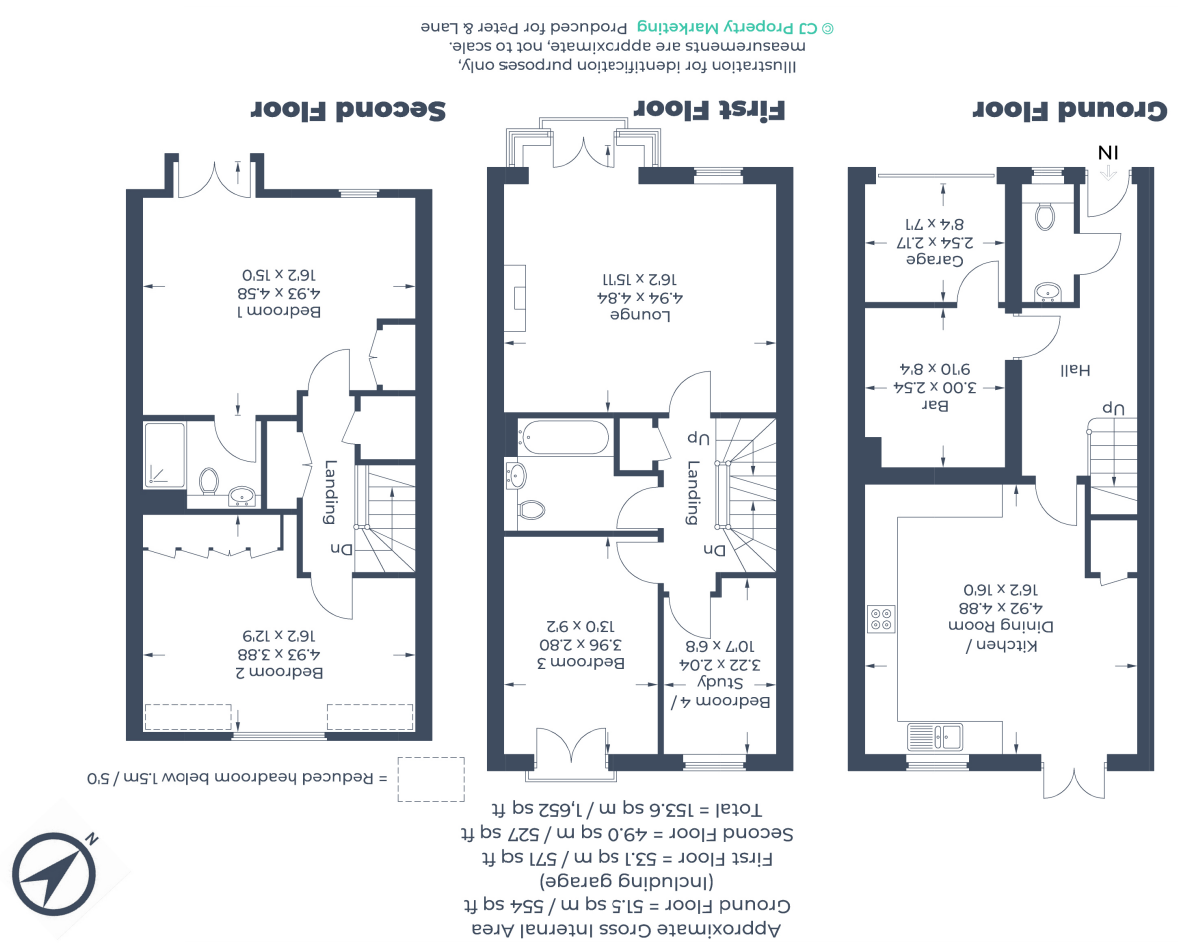 Approximate Gross Internal Area
Ground Floor = 51.5 sq m / 554 sq ft
(Including garage)
First Floor = 53.1 sq m / 571 sq ft
Second Floor = 49.0 sq m / 527 sq ft
Total = 153.6 sq m / 1,652 sq ft
N
= Reduced headroom below 1.5m / 5'0
Kitchen /
Dining Room
4.92 x 4.88
16'2 x 16'0
Up
Hall
Bar
3.00 x 2.54
9'10 x 8'4
Garage
2.54 x 2.17
8'4 x 7'1
IN
Ground Floor
Bedroom 4 /
Study
3.22 x 2.04
10'7 x 6'8
Bedroom 3
3.96 x 2.80
13'0 x 9'2
Dn
Landing
Up
Lounge
4.94 x 4.84
16'2 x 15'11
First Floor
Bedroom 2
4.93 x 3.88
16'2 x 12'9
Dn
Landing
Bedroom 1
4.93 x 4.58
16'2 x 15'0
Second Floor
Illustration for identification purposes only,
measurements are approximate, not to scale.
© CJ Property Marketing Produced for Peter & Lane